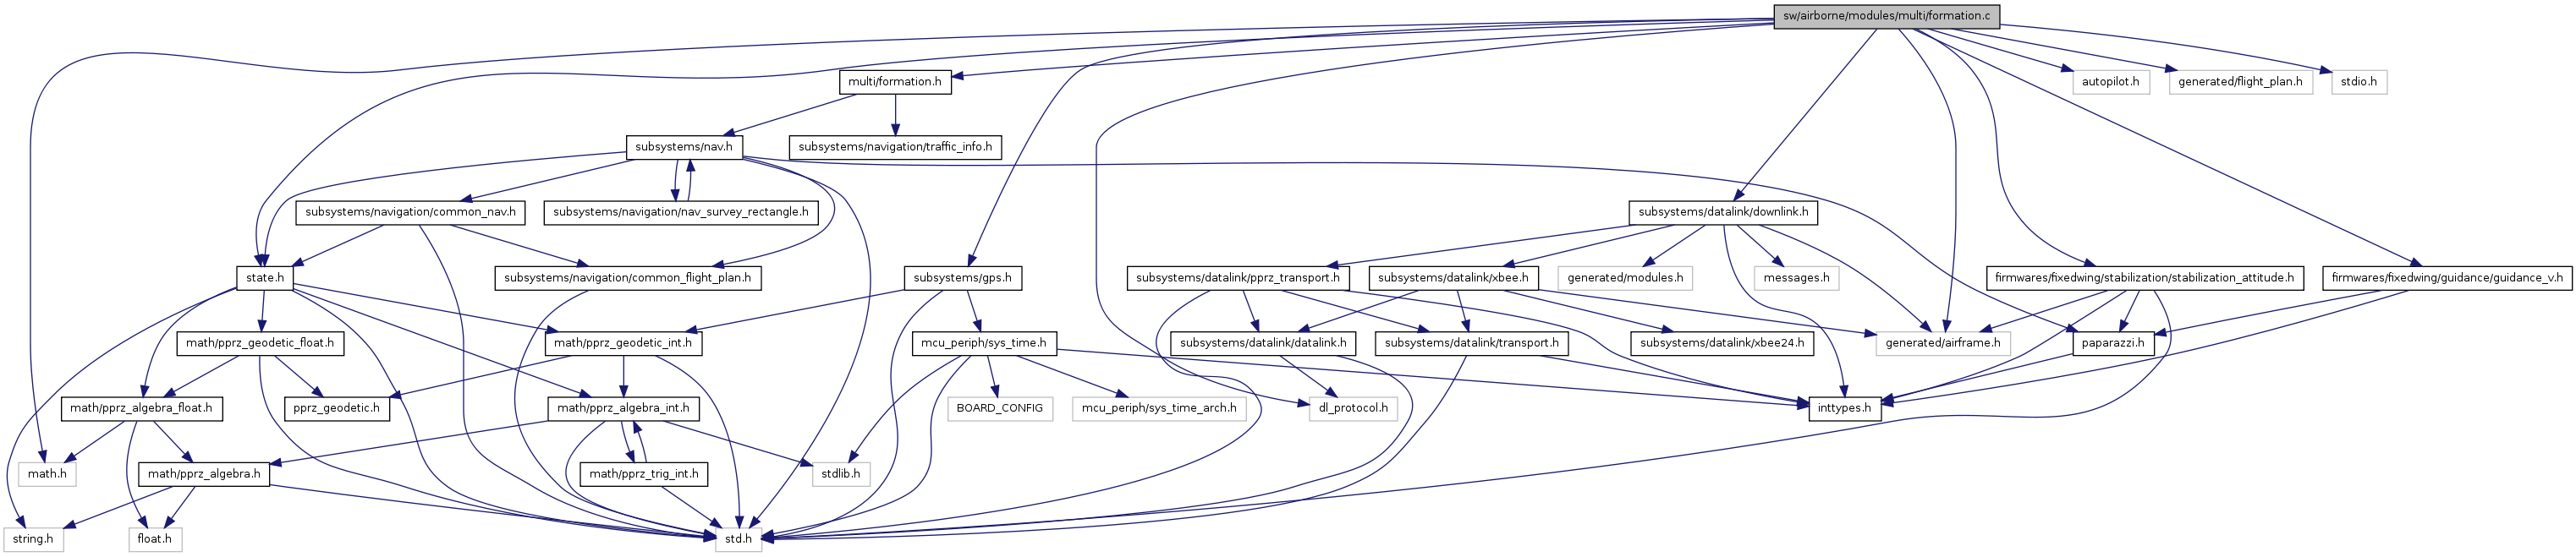 sw/airborne/modules/multi/formation.c
multi/formation.h
autopilot.h
generated/flight_plan.h
stdio.h
subsystems/nav.h
subsystems/navigation/traffic_info.h
subsystems/navigation/common_nav.h
subsystems/navigation/nav_survey_rectangle.h
subsystems/datalink/downlink.h
state.h
subsystems/navigation/common_flight_plan.h
subsystems/gps.h
subsystems/datalink/pprz_transport.h
subsystems/datalink/xbee.h
generated/modules.h
messages.h
firmwares/fixedwing/stabilization/stabilization_attitude.h
firmwares/fixedwing/guidance/guidance_v.h
math/pprz_geodetic_float.h
math/pprz_geodetic_int.h
mcu_periph/sys_time.h
subsystems/datalink/datalink.h
subsystems/datalink/transport.h
subsystems/datalink/xbee24.h
generated/airframe.h
paparazzi.h
math/pprz_algebra_float.h
pprz_geodetic.h
math/pprz_algebra_int.h
BOARD_CONFIG
mcu_periph/sys_time_arch.h
dl_protocol.h
inttypes.h
math.h
math/pprz_algebra.h
math/pprz_trig_int.h
stdlib.h
string.h
float.h
std.h